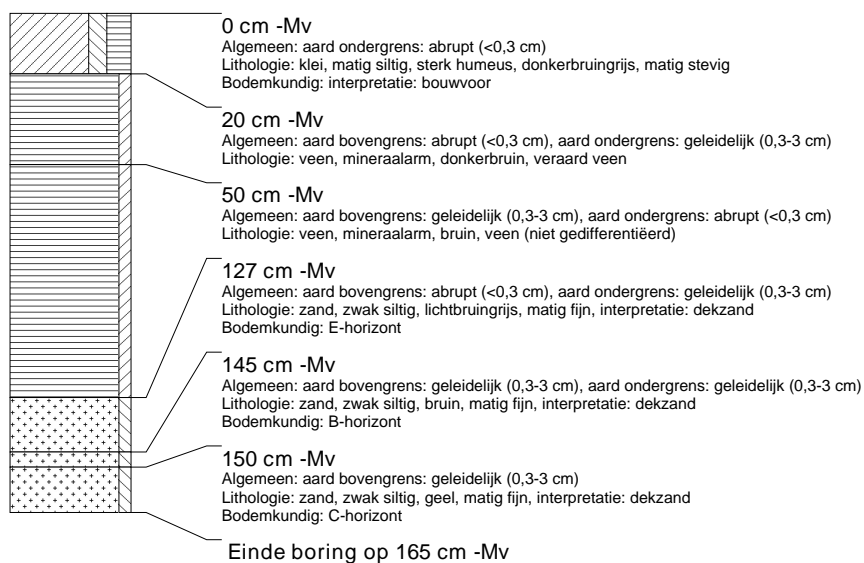 0 cm -Mv
Algemeen: aard ondergrens: abrupt (<0,3 cm)
Lithologie: klei, matig siltig, sterk humeus, donkerbruingrijs, matig stevig
Bodemkundig: interpretatie: bouwvoor
20 cm -Mv
Algemeen: aard bovengrens: abrupt (<0,3 cm), aard ondergrens: geleidelijk (0,3-3 cm)
Lithologie: veen, mineraalarm, donkerbruin, veraard veen
50 cm -Mv
Algemeen: aard bovengrens: geleidelijk (0,3-3 cm), aard ondergrens: abrupt (<0,3 cm)
Lithologie: veen, mineraalarm, bruin, veen (niet gedifferentiëerd)
127 cm -Mv
Algemeen: aard bovengrens: abrupt (<0,3 cm), aard ondergrens: geleidelijk (0,3-3 cm)
Lithologie: zand, zwak siltig, lichtbruingrijs, matig fijn, interpretatie: dekzand
Bodemkundig: E-horizont
145 cm -Mv
Algemeen: aard bovengrens: geleidelijk (0,3-3 cm), aard ondergrens: geleidelijk (0,3-3 cm)
Lithologie: zand, zwak siltig, bruin, matig fijn, interpretatie: dekzand
Bodemkundig: B-horizont
150 cm -Mv
Algemeen: aard bovengrens: geleidelijk (0,3-3 cm)
Lithologie: zand, zwak siltig, geel, matig fijn, interpretatie: dekzand
Bodemkundig: C-horizont
Einde boring op 165 cm -Mv